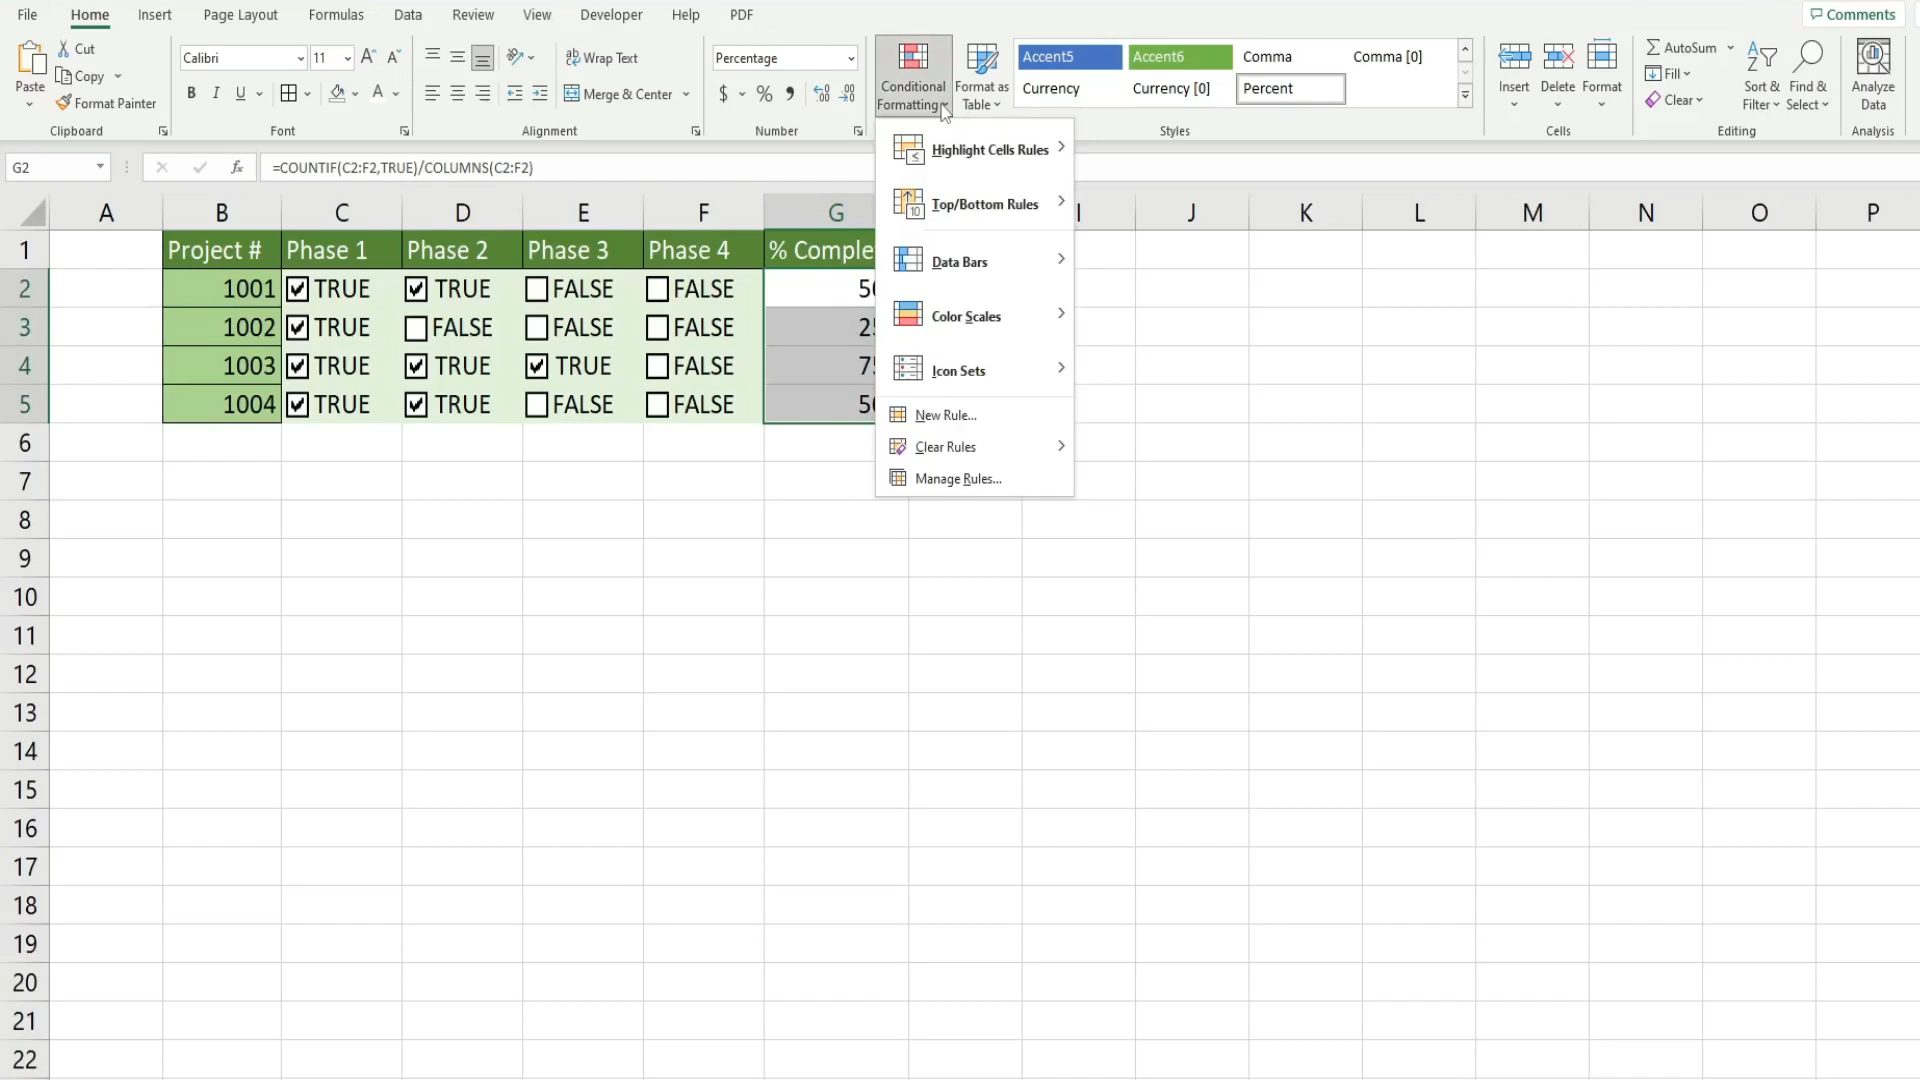 File Home Insert Page Layout Formulas Data Review View Developer Help PDF Comments
Paste
Cut
Copy
Format Painter
Clipboard
Calibri 11 A A
B I U A
Font
Wrap Text
Merge & Center
Alignment
Percentage
$ % 9
Number
Conditional Formatting
Format as Table
Accent5 Accent6 Comma Comma [0]
Currency Currency [0] Percent
Styles
Insert Delete Format
Cells
AutoSum
Fill
Clear
Sort & Filter
Find & Select
Editing
Analyze Data
Analysis
G2 fx =COUNTIF(C2:F2,TRUE)/COLUMNS(C2:F2)
Highlight Cells Rules
Top/Bottom Rules
Data Bars
Color Scales
Icon Sets
New Rule...
Clear Rules
Manage Rules...
A B C D E F G I J K L M N O P
1 Project # Phase 1 Phase 2 Phase 3 Phase 4 % Comple
2 1001 TRUE TRUE FALSE FALSE 5
3 1002 TRUE FALSE FALSE FALSE 2
4 1003 TRUE TRUE TRUE FALSE 7
5 1004 TRUE TRUE FALSE FALSE 5
6
7
8
9
10
11
12
13
14
15
16
17
18
19
20
21
22